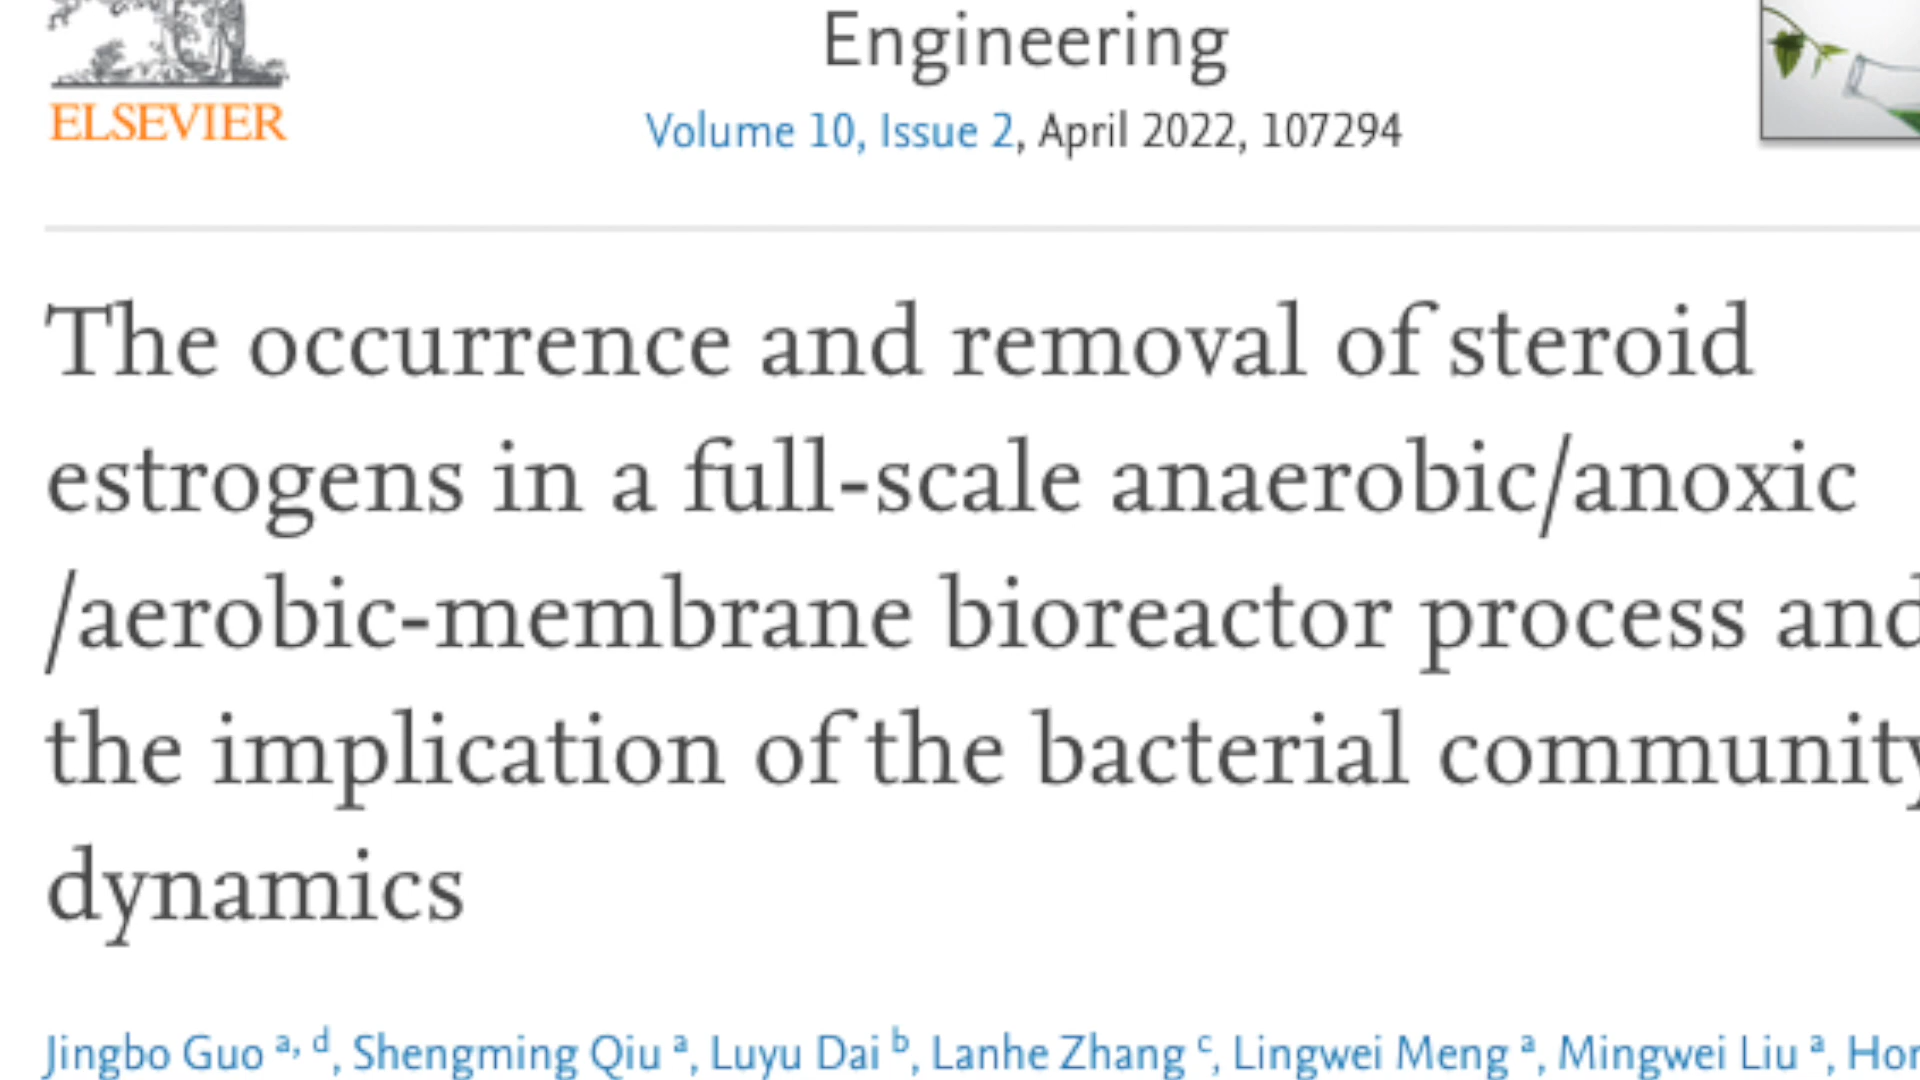 Engineering
ELSEVIER
Volume 10, Issue 2, April 2022, 107294
The occurrence and removal of steroid
estrogens in a full-scale anaerobic/anoxic
/aerobic-membrane bioreactor process and
the implication of the bacterial community
dynamics
Jingbo Guo a, d, Shengming Qiu a, Luyu Dai b, Lanhe Zhang c, Lingwei Meng a, Mingwei Liu a,